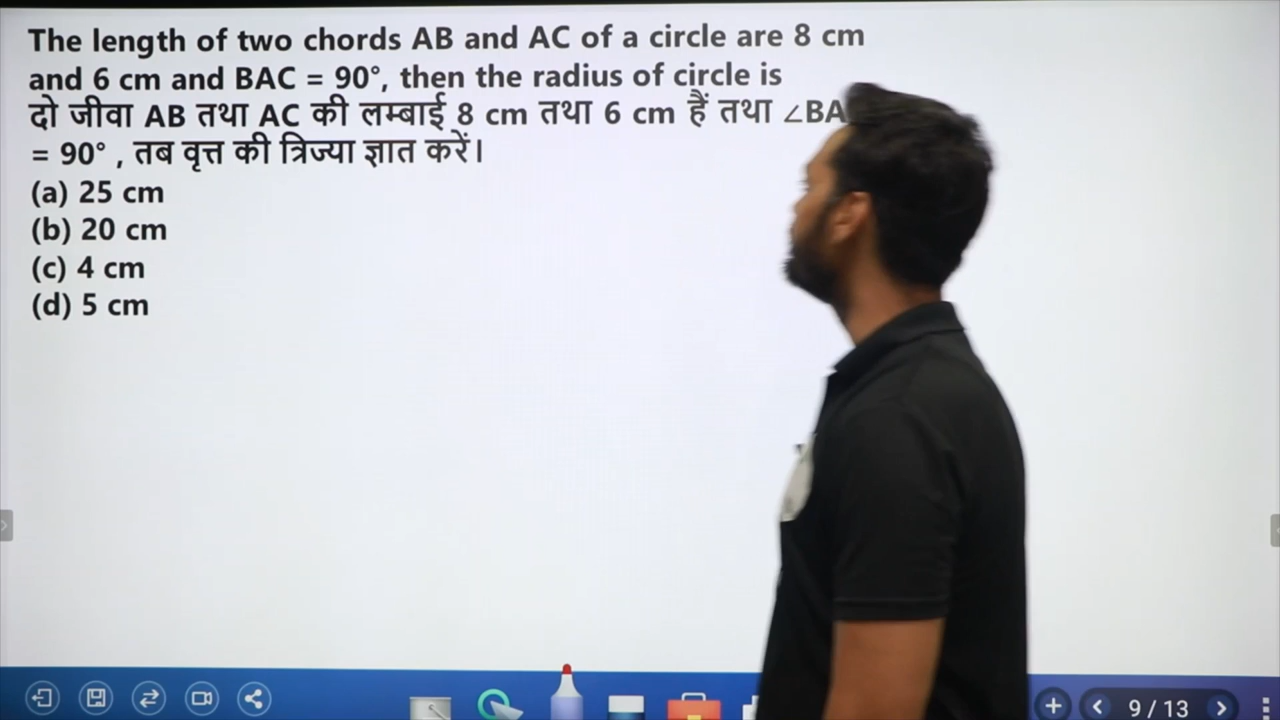 The length of two chords AB and AC of a circle are 8 cm
and 6 cm and BAC = 90°, then the radius of circle is
दो जीवा AB तथा AC की लम्बाई 8 cm तथा 6 cm हैं तथा ∠BA
= 90° , तब वृत्त की त्रिज्या ज्ञात करें।
(a) 25 cm
(b) 20 cm
(c) 4 cm
(d) 5 cm
9 / 13